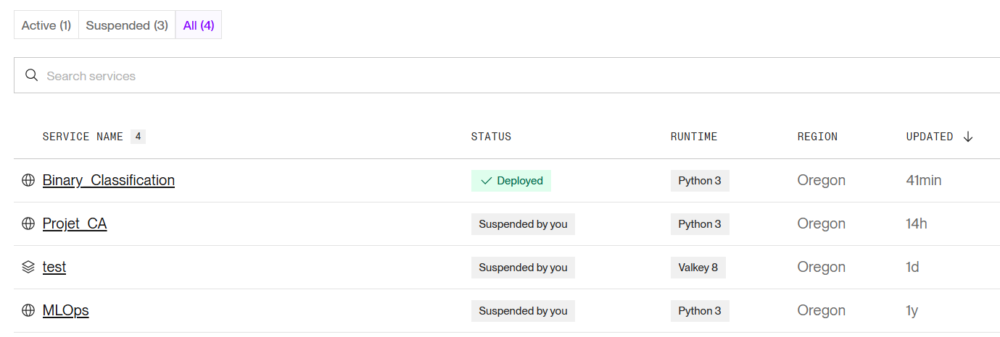 Active (1) Suspended (3) All (4)
Search services
SERVICE NAME 4 STATUS RUNTIME REGION UPDATED
Binary_Classification Deployed Python 3 Oregon 41min
Projet_CA Suspended by you Python 3 Oregon 14h
test Suspended by you Valkey 8 Oregon 1d
MLOps Suspended by you Python 3 Oregon 1y